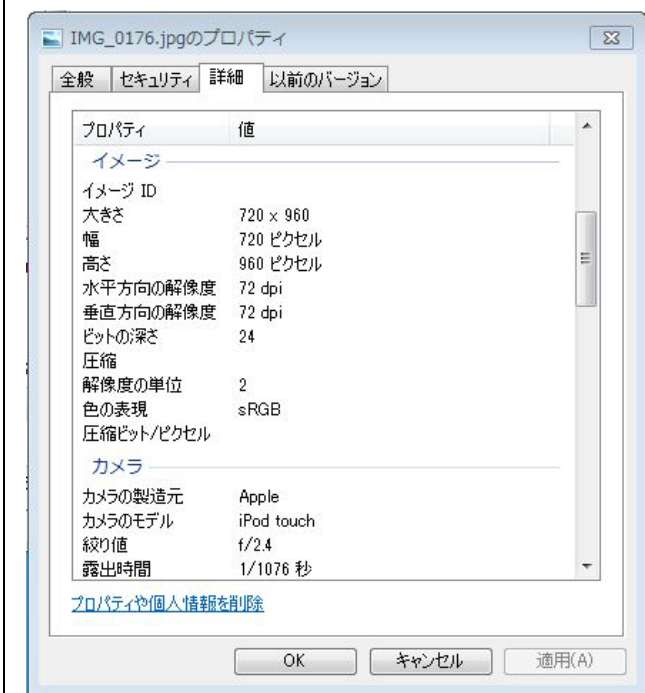 IMG_0176.jpgのプロパティ
全般 セキュリティ 詳細 以前のバージョン
プロパティ 値
イメージ
イメージ ID
大きさ 720 x 960
幅 720 ピクセル
高さ 960 ピクセル
水平方向の解像度 72 dpi
垂直方向の解像度 72 dpi
ビットの深さ 24
圧縮
解像度の単位 2
色の表現 sRGB
圧縮ビット/ピクセル
カメラ
カメラの製造元 Apple
カメラのモデル iPod touch
絞り値 f/2.4
露出時間 1/1076 秒
プロパティや個人情報を削除
OK キャンセル 適用(A)